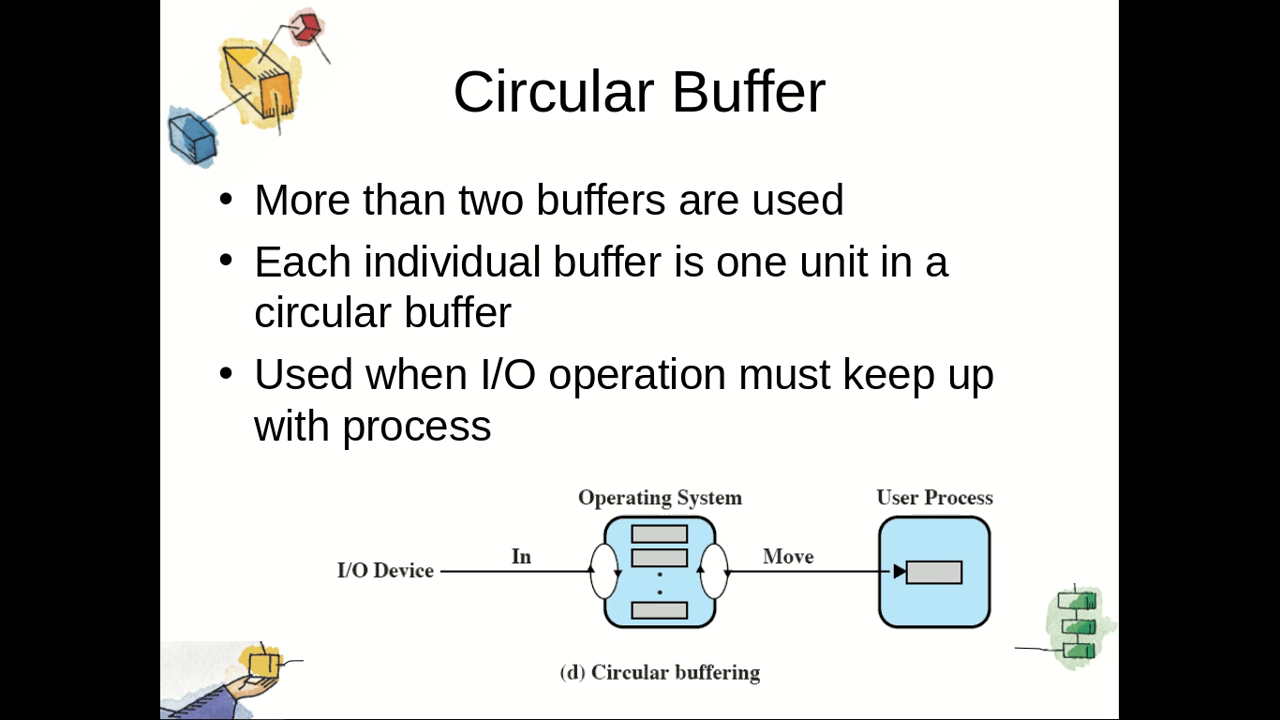 Circular Buffer
• More than two buffers are used
• Each individual buffer is one unit in a
circular buffer
• Used when I/O operation must keep up
with process
Operating System
User Process
I/O Device
In
Move
(d) Circular buffering